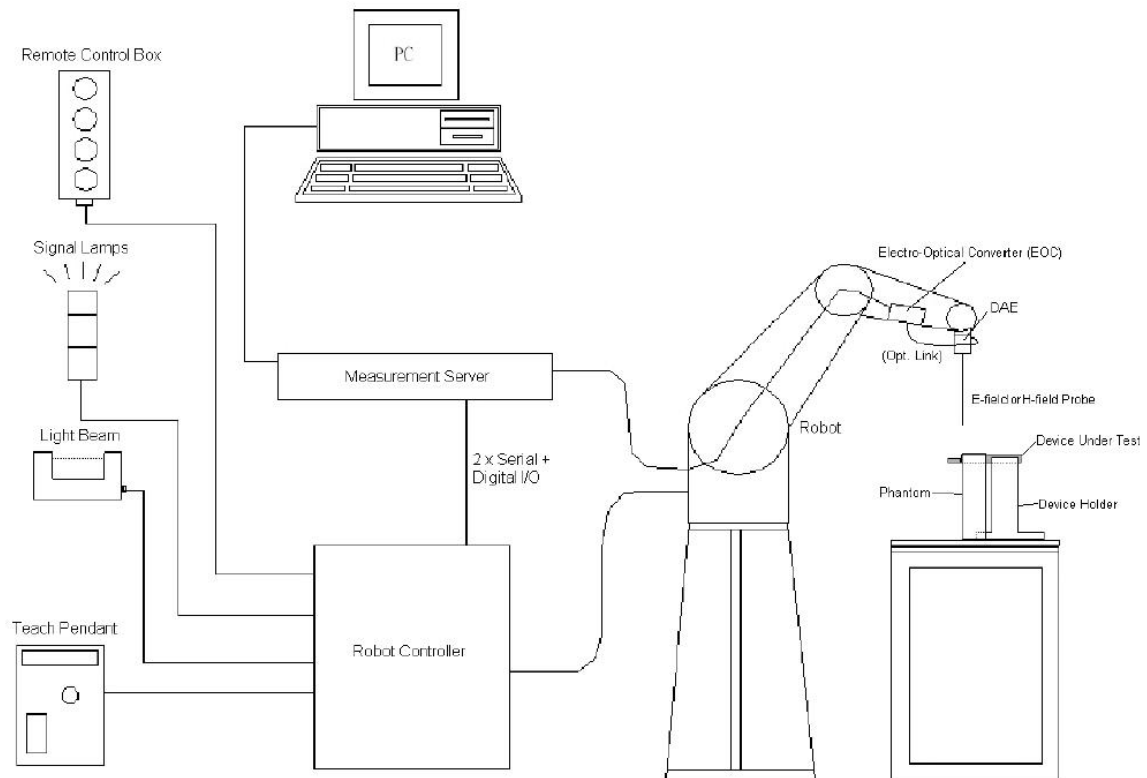 Remote Control Box
PC
Signal Lamps
Electro-Optical Converter (EOC)
DAE
(Opt. Link)
Measurement Server
E-field or H-field Probe
Robot
Light Beam
2 x Serial +
Digital I/O
Device Under Test
Phantom
Device Holder
Teach Pendant
Robot Controller